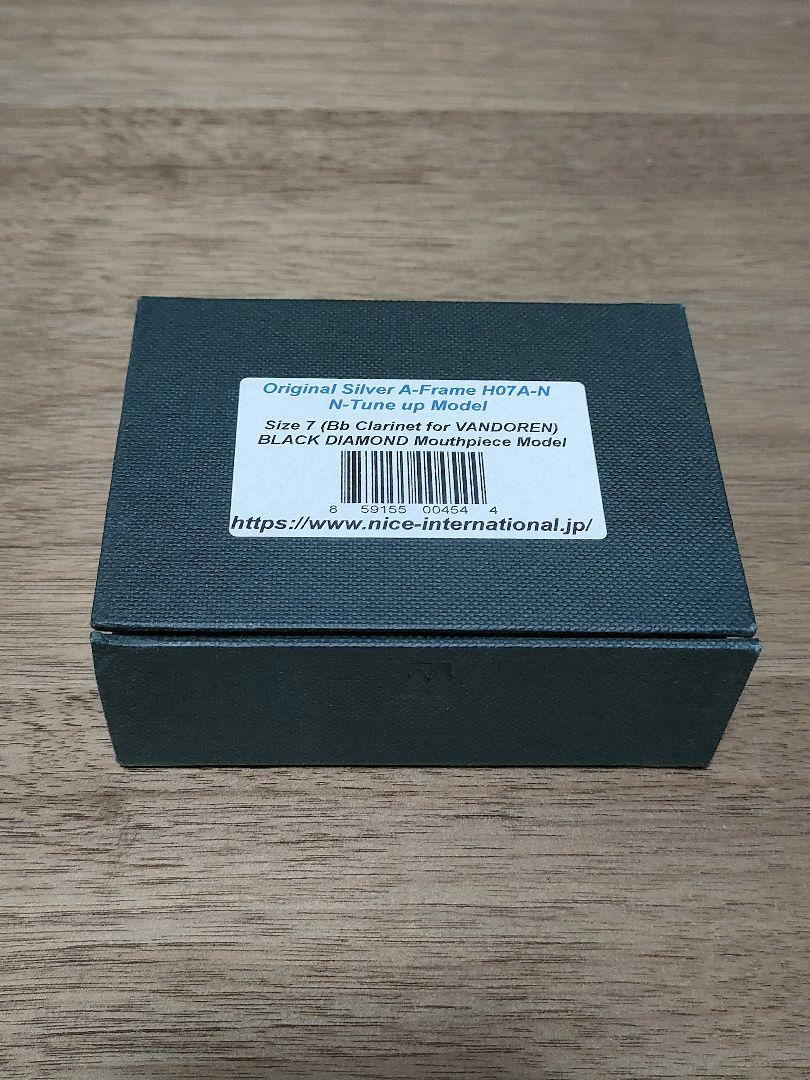 Original Silver A-Frame H07A-N
N-Tune up Model
Size 7 (Bb Clarinet for VANDOREN)
BLACK DIAMOND Mouthpiece Model
8 59155 00454 4
https://www.nice-international.jp/